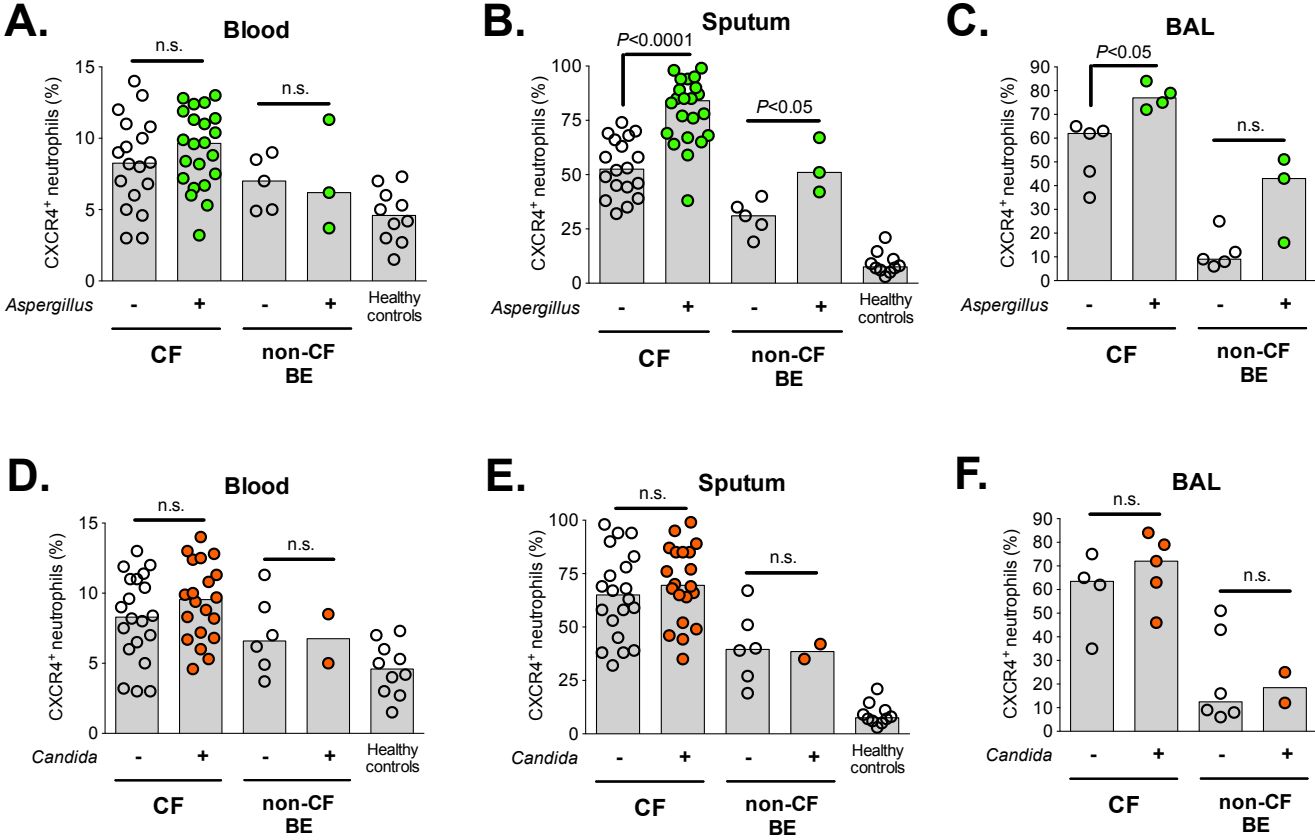 A.
Blood
n.s.
n.s.
CXCR4⁺ neutrophils (%)
15
10
5
0
Aspergillus - + - + Healthy
controls
CF non-CF
BE
B.
Sputum
P<0.0001
P<0.05
CXCR4⁺ neutrophils (%)
100
75
50
25
0
Aspergillus - + - + Healthy
controls
CF non-CF
BE
C.
BAL
P<0.05
n.s.
CXCR4⁺ neutrophils (%)
90
80
70
60
50
40
30
20
10
0
Aspergillus - + - +
CF non-CF
BE
D.
Blood
n.s.
n.s.
CXCR4⁺ neutrophils (%)
15
10
5
0
Candida - + - + Healthy
controls
CF non-CF
BE
E.
Sputum
n.s.
n.s.
CXCR4⁺ neutrophils (%)
100
75
50
25
0
Candida - + - + Healthy
controls
CF non-CF
BE
F.
BAL
n.s.
n.s.
CXCR4⁺ neutrophils (%)
90
80
70
60
50
40
30
20
10
0
Candida - + - +
CF non-CF
BE